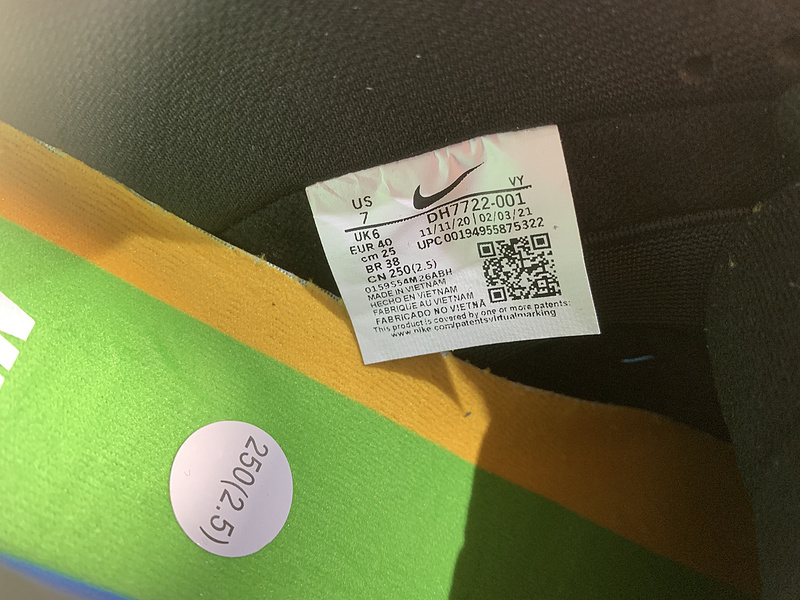 US
7
VY
DH7722-001
UK 6
11/11/20 | 02/03/21
EUR 40
UPC 00194955875322
cm 25
BR 38
CN 250(2.5)
0159554M26ABH
MADE IN VIETNAM
HECHO EN VIETNAM
FABRIQUE AU VIETNAM
FABRICADO NO VIETNÃ
This product is covered by one or more patents:
www.nike.com/patents/virtualmarking
250(2.5)